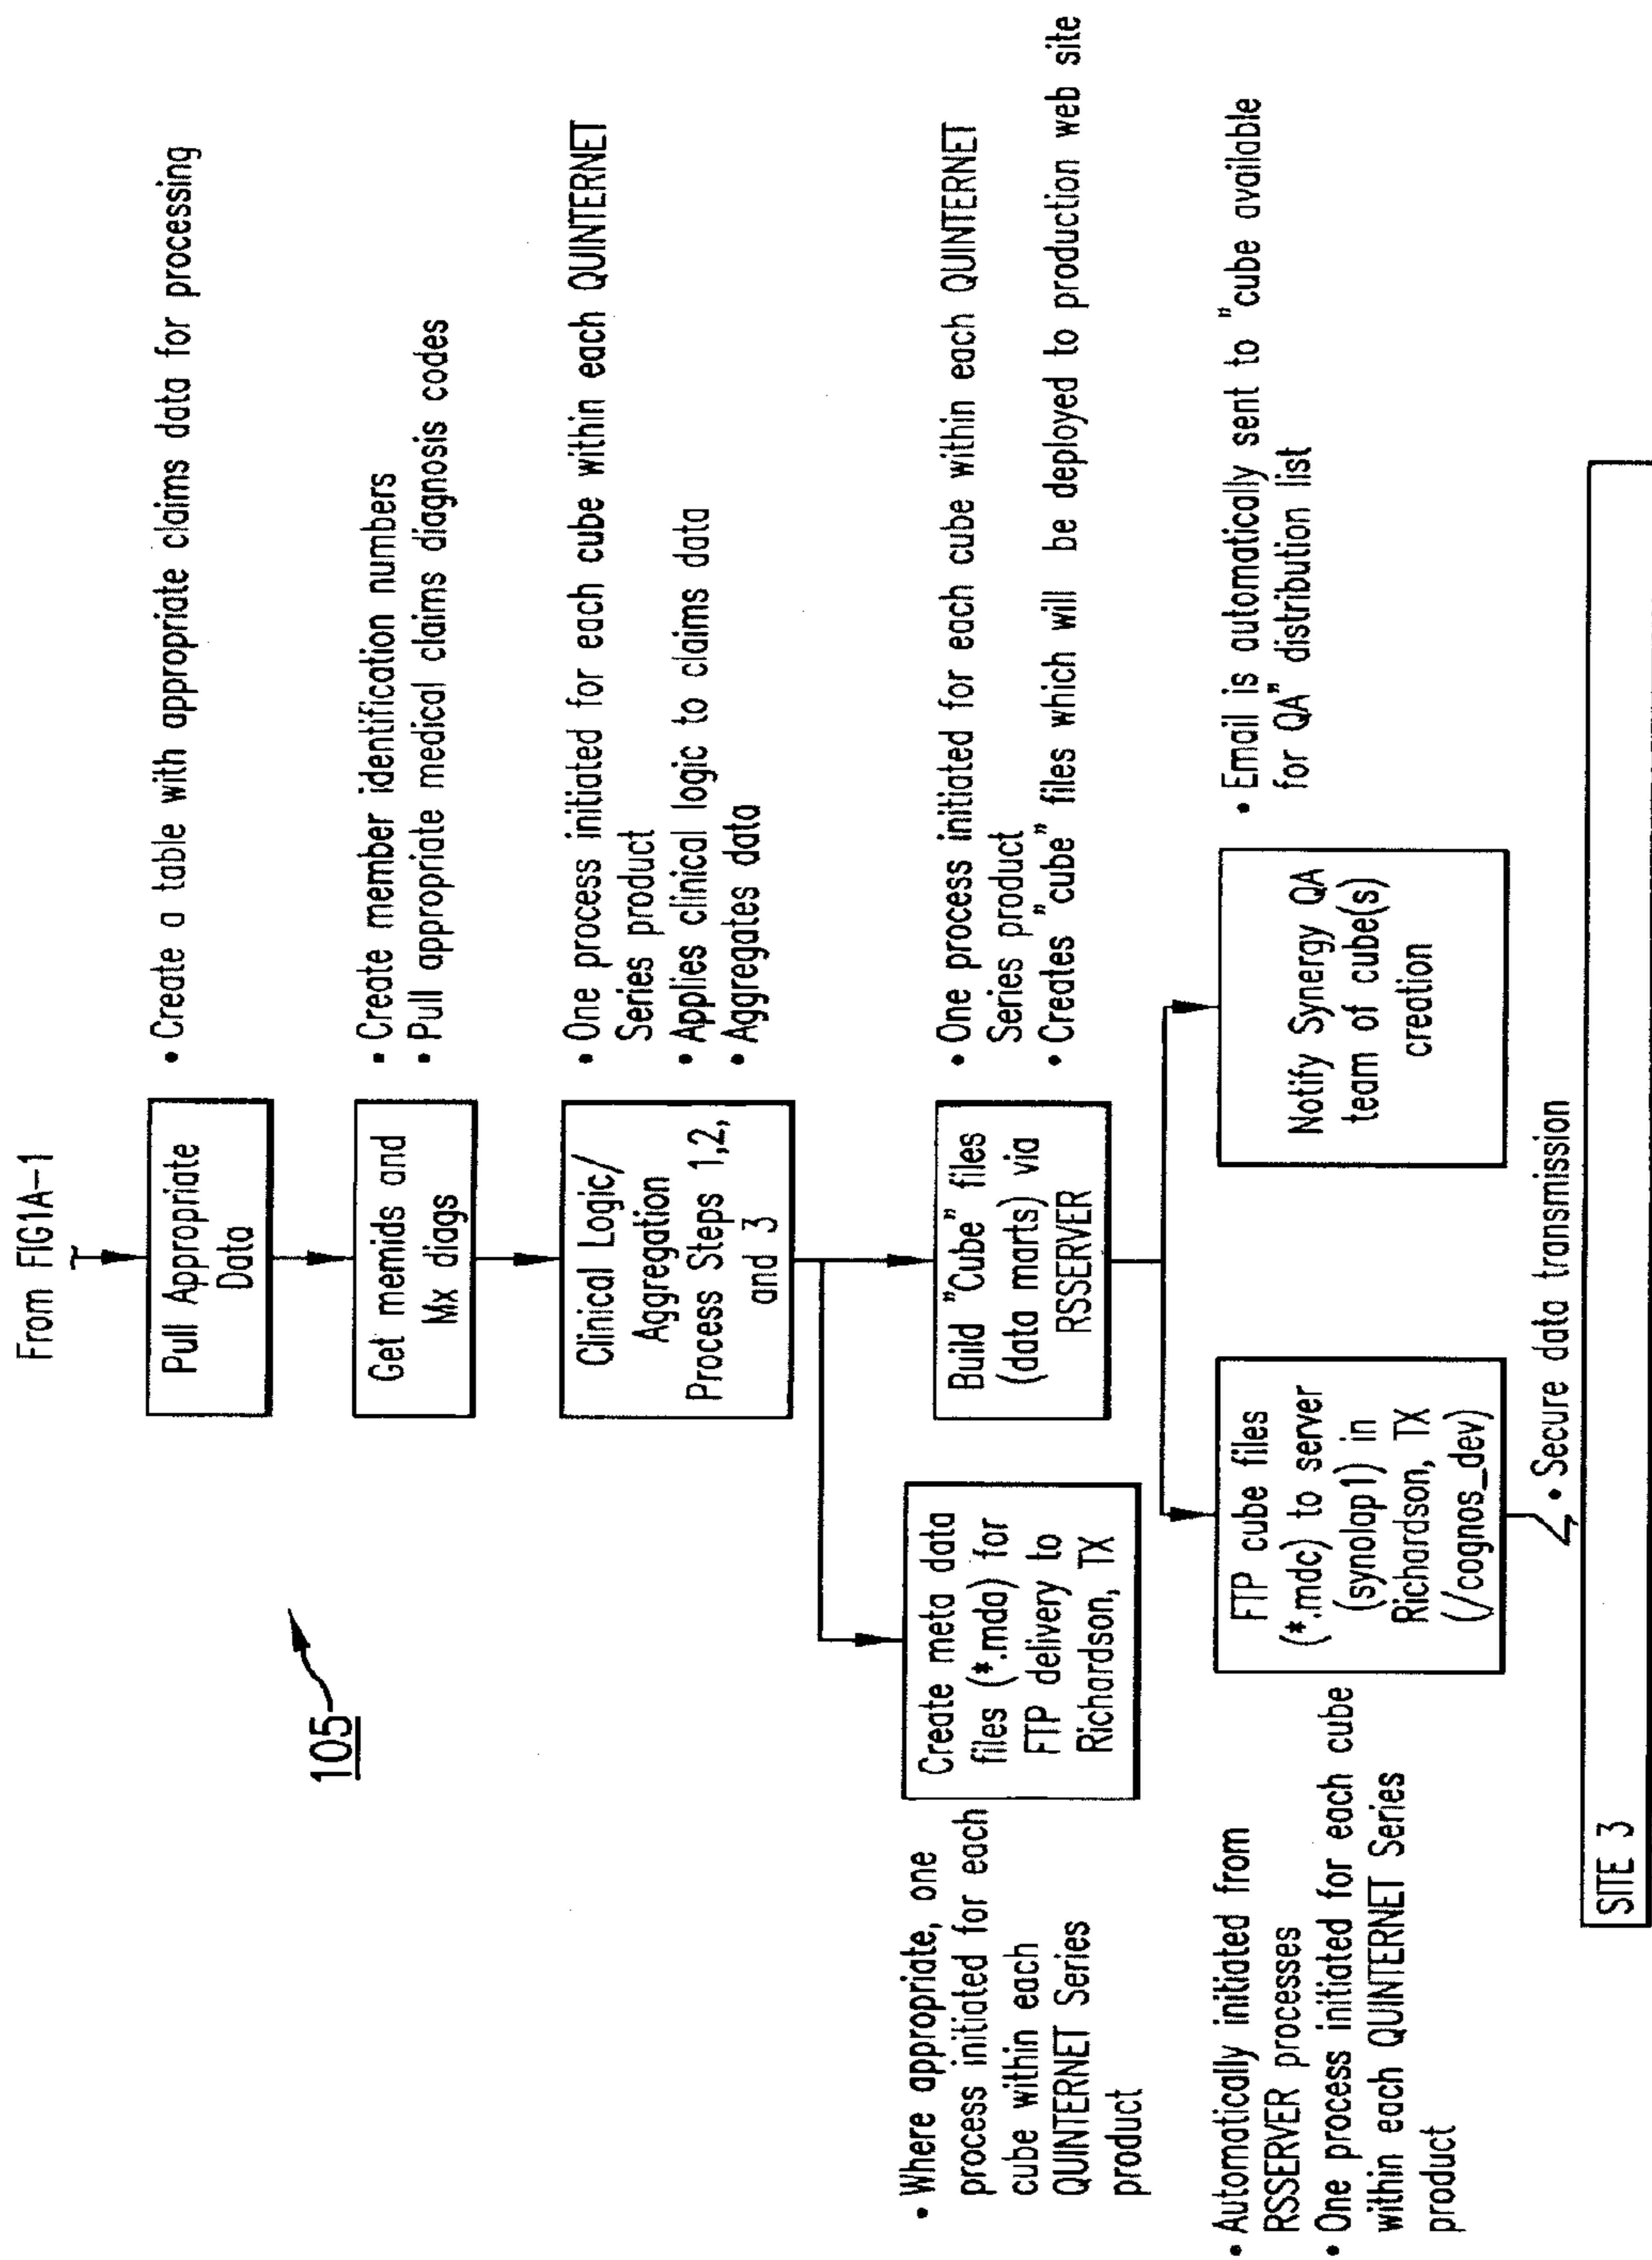 From FIG1A-1
Pull Appropriate
Data
• Create a table with appropriate claims data for processing
Get memids and
Mx diags
• Create member identification numbers
• Pull appropriate medical claims diagnosis codes
105
Clinical Logic/
Aggregation
Process Steps 1,2,
and 3
• One process initiated for each cube within each QUINTERNET
Series product
• Applies clinical logic to claims data
• Aggregates data
• Where appropriate, one
process initiated for each
cube within each
QUINTERNET Series
product
Create meta data
files (*.mda) for
FTP delivery to
Richardson, TX
Build "Cube" files
(data marts) via
RSSERVER
• One process initiated for each cube within each QUINTERNET
Series product
• Creates "cube" files which will be deployed to production web site
• Automatically initiated from
RSSERVER processes
• One process initiated for each cube
within each QUINTERNET Series
product
FTP cube files
(*.mdc) to server
(synolap1) in
Richardson, TX
(/cognos_dev)
Notify Synergy QA
team of cube(s)
creation
• Email is automatically sent to "cube available
for QA" distribution list
• Secure data transmission
SITE 3